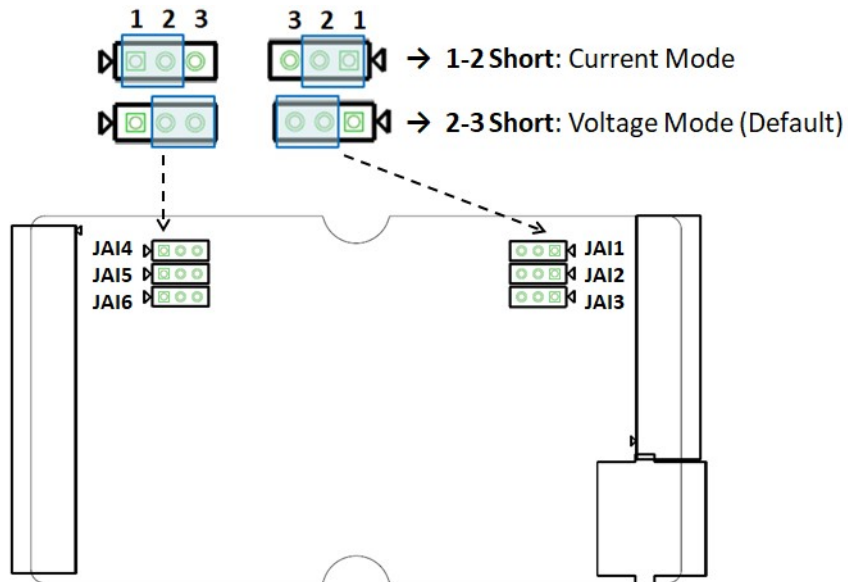 1 2 3
3 2 1
→ 1-2 Short: Current Mode
→ 2-3 Short: Voltage Mode (Default)
JAI4
JAI5
JAI6
JAI1
JAI2
JAI3